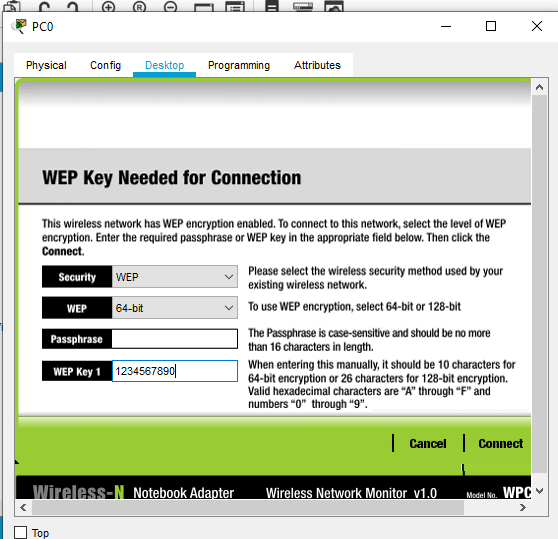 PC0
Physical Config Desktop Programming Attributes
WEP Key Needed for Connection
This wireless network has WEP encryption enabled. To connect to this network, select the level of WEP
encryption. Enter the required passphrase or WEP key in the appropriate field below. Then click the
Connect.
Security WEP
Please select the wireless security method used by your
existing wireless network.
WEP 64-bit
To use WEP encryption, select 64-bit or 128-bit
Passphrase
The Passphrase is case-sensitive and should be no more
than 16 characters in length.
WEP Key 1 1234567890
When entering this manually, it should be 10 characters for
64-bit encryption or 26 characters for 128-bit encryption.
Valid hexadecimal characters are "A" through "F" and
numbers "0" through "9".
Cancel Connect
Wireless-N Notebook Adapter Wireless Network Monitor v1.0 Model No. WPC
Top